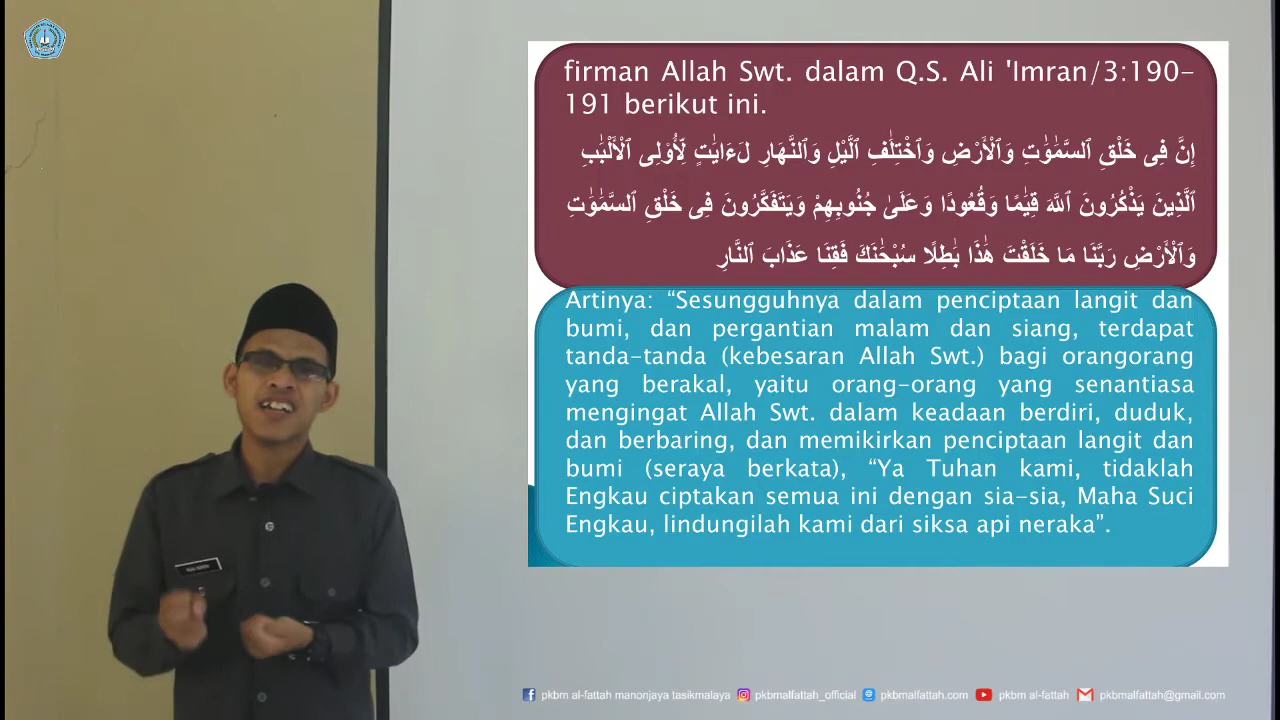 firman Allah Swt. dalam Q.S. Ali 'Imran/3:190-
191 berikut ini.
إِنَّ فِى خَلْقِ ٱلسَّمَٰوَٰتِ وَٱلْأَرْضِ وَٱخْتِلَٰفِ ٱلَّيْلِ وَٱلنَّهَارِ لَءَايَٰتٍ لِّأُو۟لِى ٱلْأَلْبَٰبِ
ٱلَّذِينَ يَذْكُرُونَ ٱللَّهَ قِيَٰمًا وَقُعُودًا وَعَلَىٰ جُنُوبِهِمْ وَيَتَفَكَّرُونَ فِى خَلْقِ ٱلسَّمَٰوَٰتِ
وَٱلْأَرْضِ رَبَّنَا مَا خَلَقْتَ هَٰذَا بَٰطِلًا سُبْحَٰنَكَ فَقِنَا عَذَابَ ٱلنَّارِ
Artinya: “Sesungguhnya dalam penciptaan langit dan
bumi, dan pergantian malam dan siang, terdapat
tanda-tanda (kebesaran Allah Swt.) bagi orangorang
yang berakal, yaitu orang-orang yang senantiasa
mengingat Allah Swt. dalam keadaan berdiri, duduk,
dan berbaring, dan memikirkan penciptaan langit dan
bumi (seraya berkata), “Ya Tuhan kami, tidaklah
Engkau ciptakan semua ini dengan sia-sia, Maha Suci
Engkau, lindungilah kami dari siksa api neraka”.
pkbm al-fattah manonjaya tasikmalaya pkbmalfattah_official pkbmalfattah.com pkbm al-fattah pkbmalfattah@gmail.com